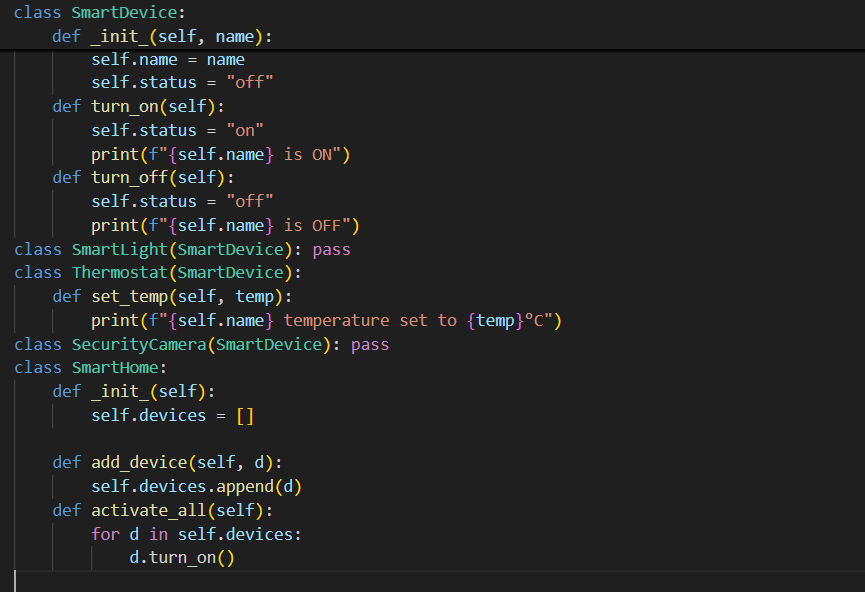 class SmartDevice:
    def _init_(self, name):
        self.name = name
        self.status = "off"
    def turn_on(self):
        self.status = "on"
        print(f"{self.name} is ON")
    def turn_off(self):
        self.status = "off"
        print(f"{self.name} is OFF")
class SmartLight(SmartDevice): pass
class Thermostat(SmartDevice):
    def set_temp(self, temp):
        print(f"{self.name} temperature set to {temp}°C")
class SecurityCamera(SmartDevice): pass
class SmartHome:
    def _init_(self):
        self.devices = []

    def add_device(self, d):
        self.devices.append(d)
    def activate_all(self):
        for d in self.devices:
            d.turn_on()